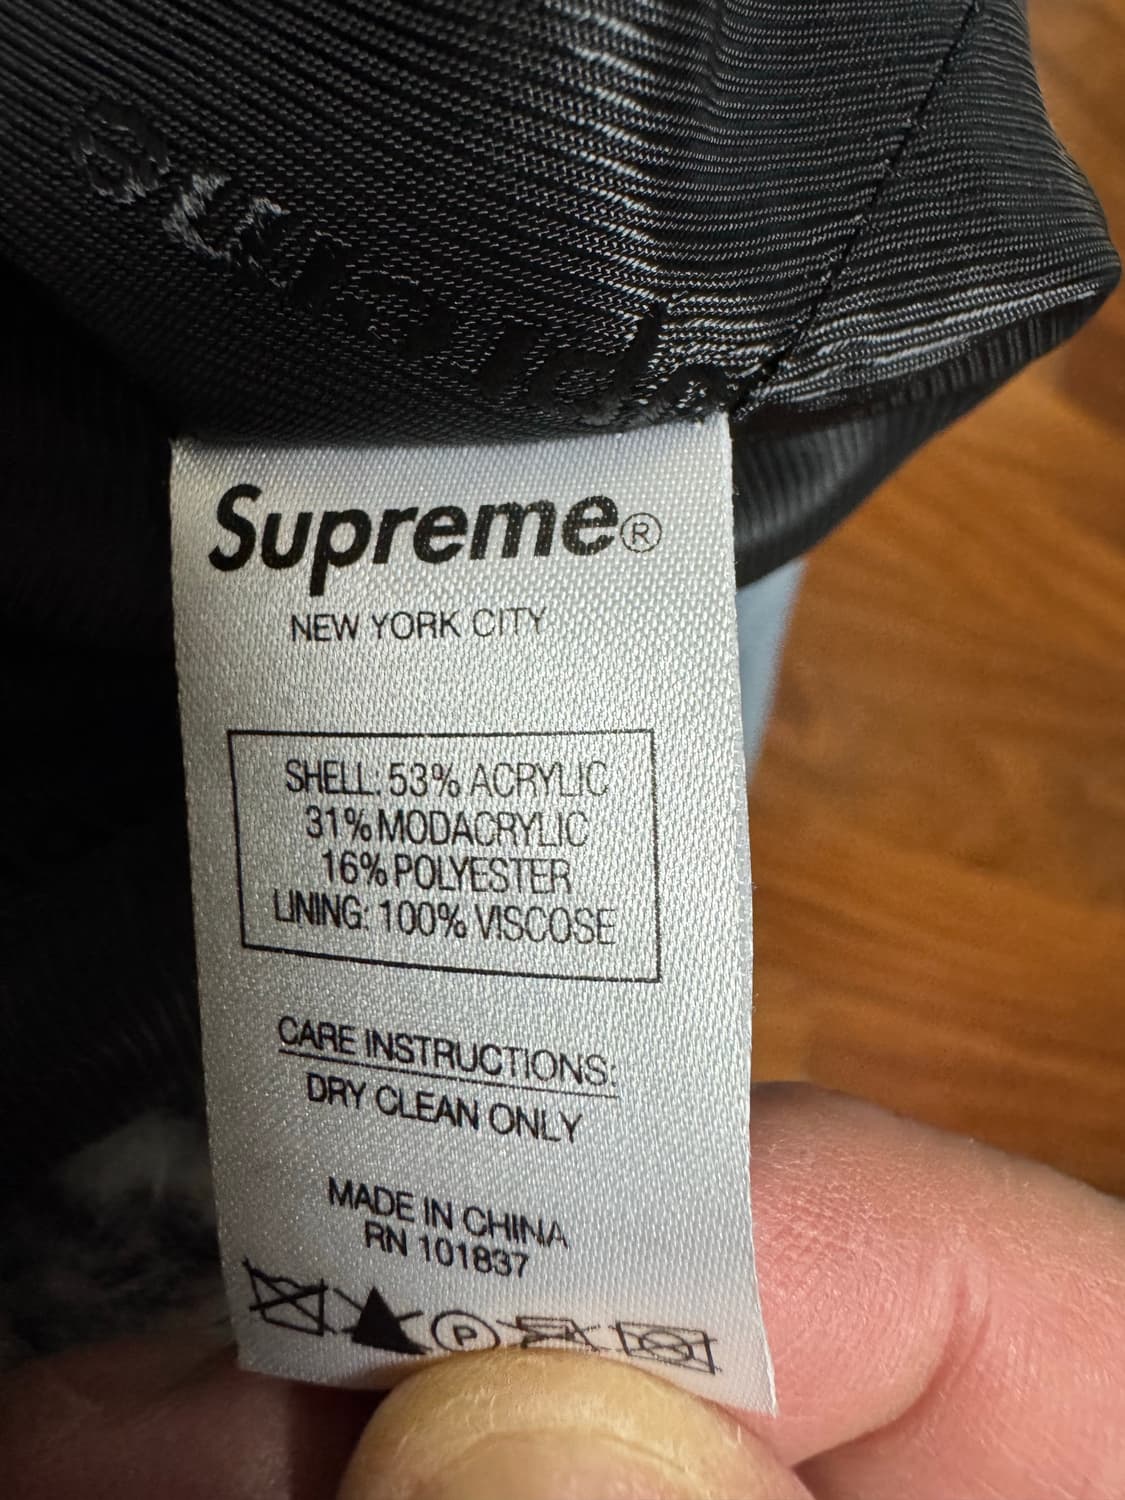 Supreme®
NEW YORK CITY
SHELL: 53% ACRYLIC
31% MODACRYLIC
16% POLYESTER
LINING: 100% VISCOSE
CARE INSTRUCTIONS:
DRY CLEAN ONLY
MADE IN CHINA
RN 101837
P